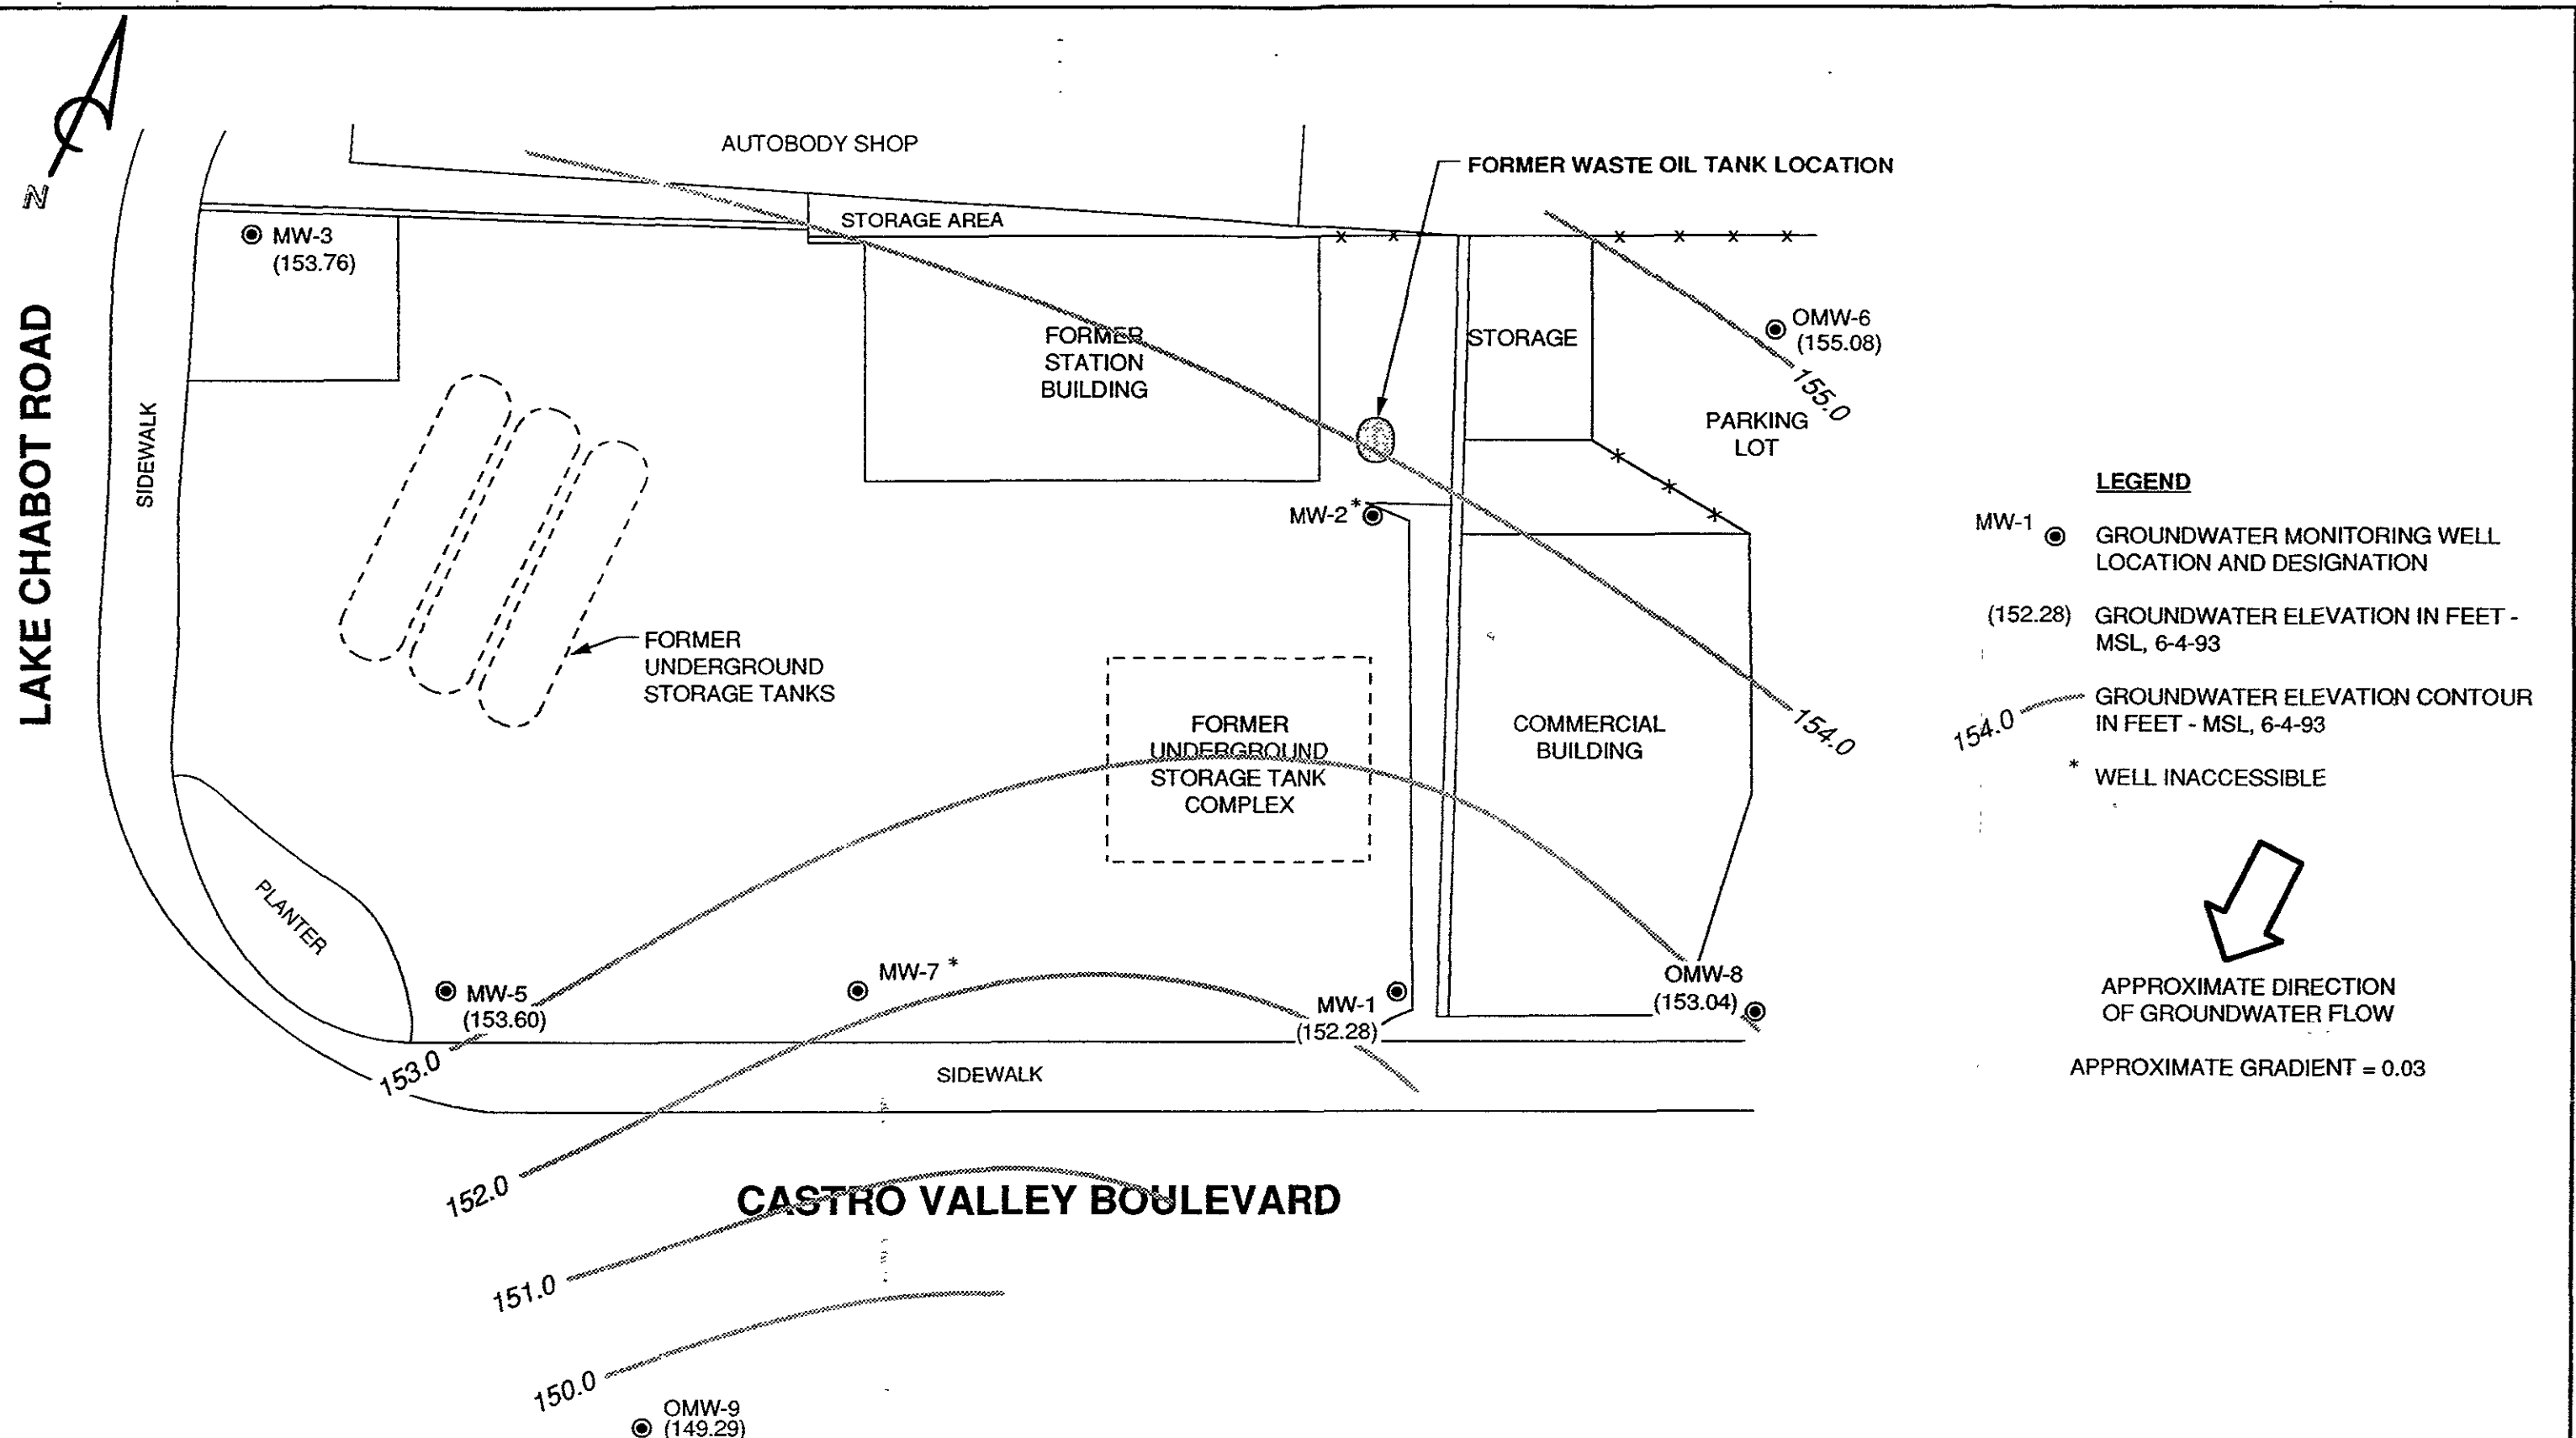 N
AUTOBODY SHOP
FORMER WASTE OIL TANK LOCATION
STORAGE AREA
MW-3
(153.76)
LAKE CHABOT ROAD
SIDEWALK
FORMER
STATION
BUILDING
STORAGE
OMW-6
(155.08)
155.0
PARKING
LOT
MW-2 *
FORMER
UNDERGROUND
STORAGE TANKS
FORMER
UNDERGROUND
STORAGE TANK
COMPLEX
COMMERCIAL
BUILDING
154.0
PLANTER
MW-5
(153.60)
153.0
MW-7 *
MW-1
(152.28)
OMW-8
(153.04)
SIDEWALK
152.0
CASTRO VALLEY BOULEVARD
151.0
150.0
OMW-9
(149.29)
LEGEND
MW-1
GROUNDWATER MONITORING WELL
LOCATION AND DESIGNATION
(152.28) GROUNDWATER ELEVATION IN FEET -
MSL, 6-4-93
154.0
GROUNDWATER ELEVATION CONTOUR
IN FEET - MSL, 6-4-93
* WELL INACCESSIBLE
APPROXIMATE DIRECTION
OF GROUNDWATER FLOW
APPROXIMATE GRADIENT = 0.03